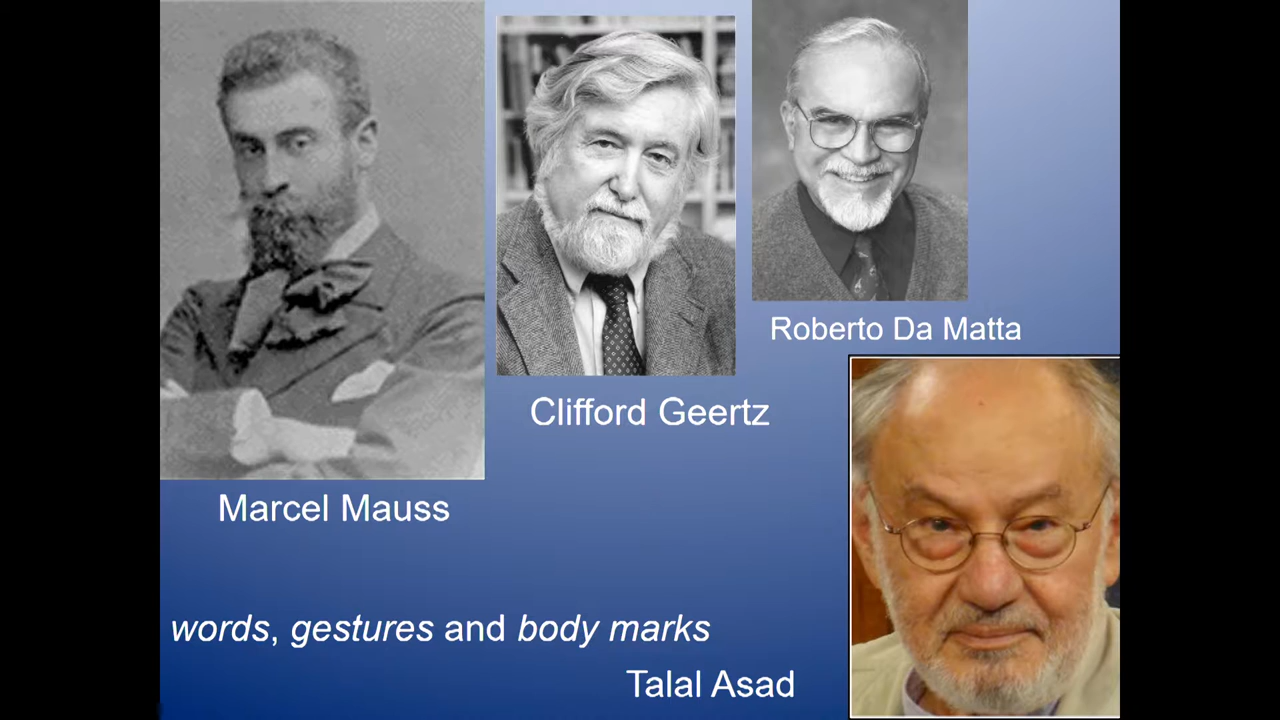 Roberto Da Matta
Clifford Geertz
Marcel Mauss
words, gestures and body marks
Talal Asad